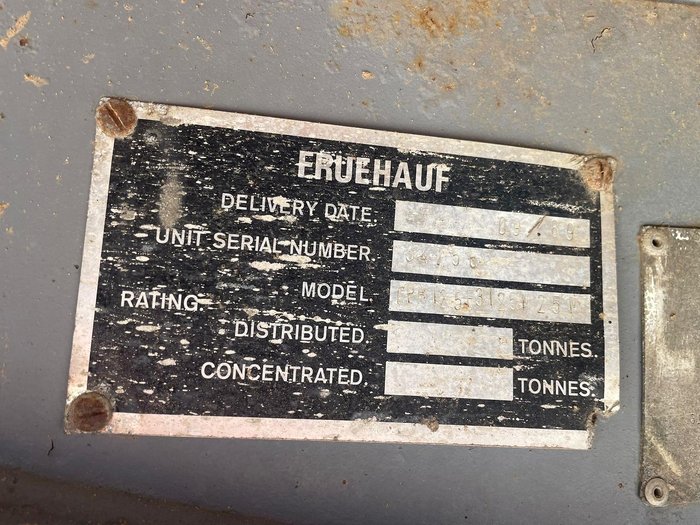 FRUEHAUF
DELIVERY DATE.
UNIT SERIAL NUMBER.
MODEL.
RATING.
DISTRIBUTED. TONNES.
CONCENTRATED. TONNES.